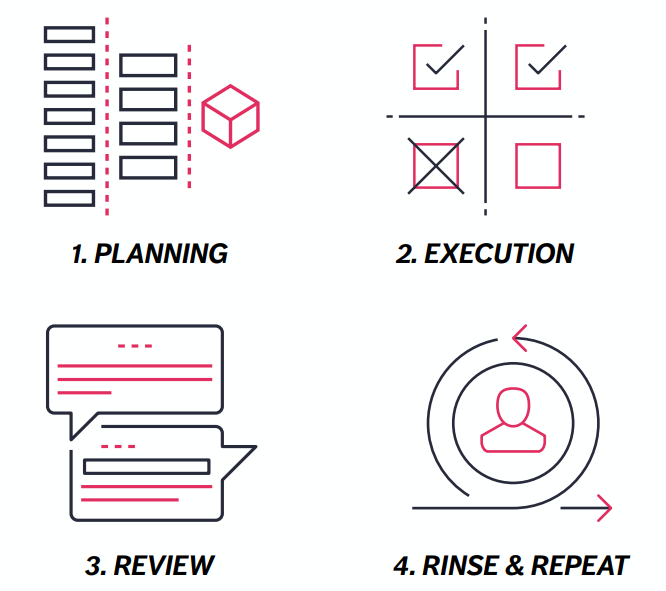 1. PLANNING
2. EXECUTION
3. REVIEW
4. RINSE & REPEAT